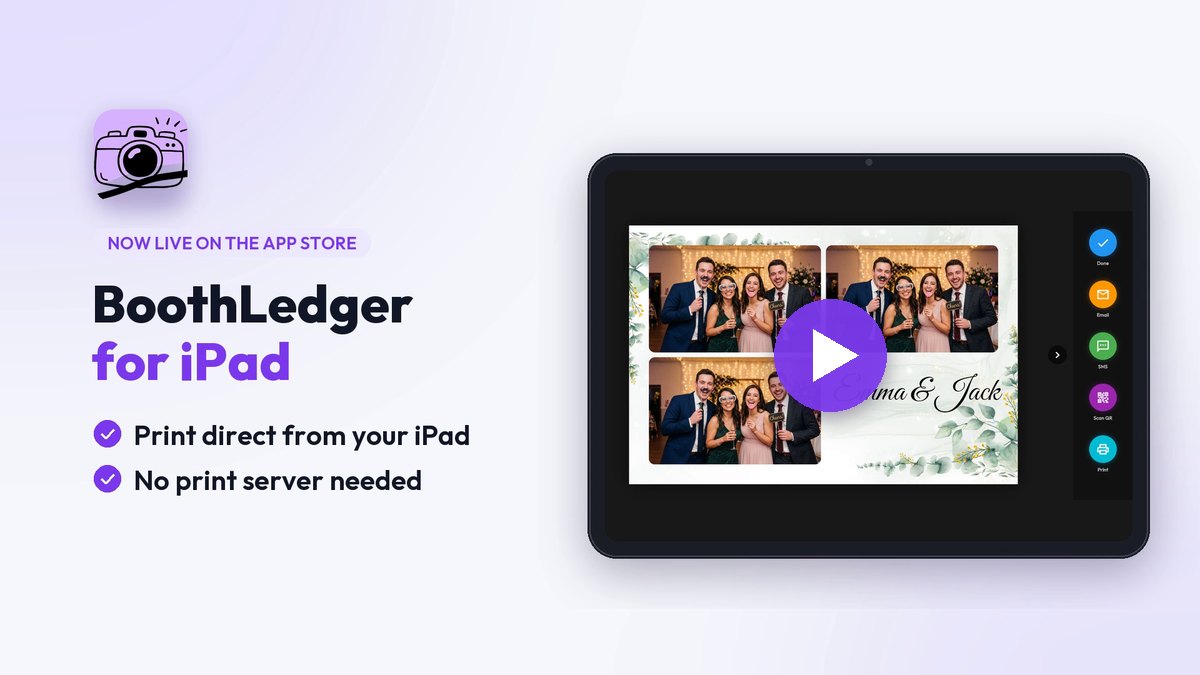 NOW LIVE ON THE APP STORE
BoothLedger
for iPad
Print direct from your iPad
No print server needed
& Jack
Done
Email
SMS
Scan QR
Print